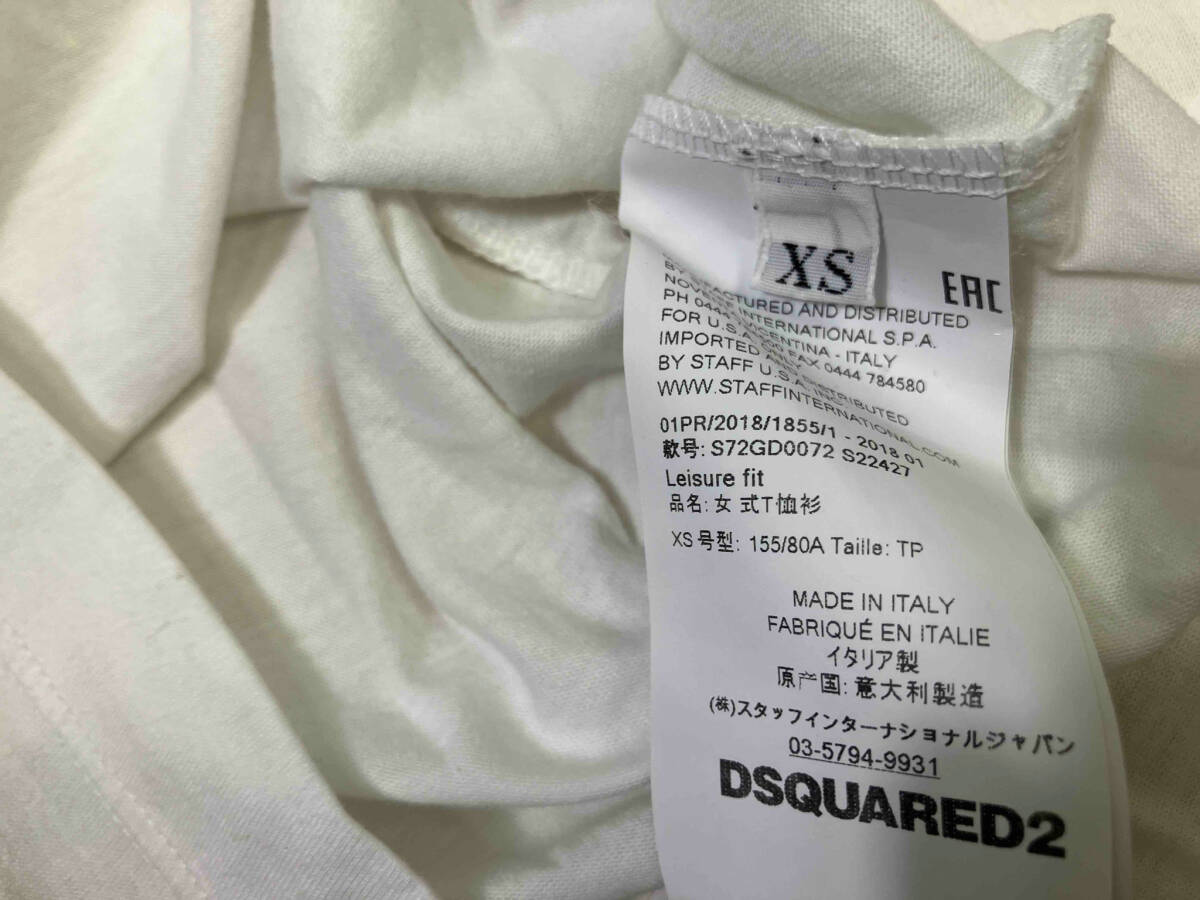 XS
EAC
BY
FACTURED AND DISTRIBUTED
INTERNATIONAL S.P.A.
PH 0444 VICENTINA - ITALY
FOR U.S.A. FAX 0444 784580
IMPORTED AND DISTRIBUTED
BY STAFF U.S.A. INC.
WWW.STAFFINTERNATIONAL.COM
01PR/2018/1855/1 - 2018 01
款号: S72GD0072 S22427
Leisure fit
品名: 女 式T恤衫
XS 号型: 155/80A Taille: TP
MADE IN ITALY
FABRIQUÉ EN ITALIE
イタリア製
原产国: 意大利製造
(株)スタッフインターナショナルジャパン
03-5794-9931
DSQUARED2